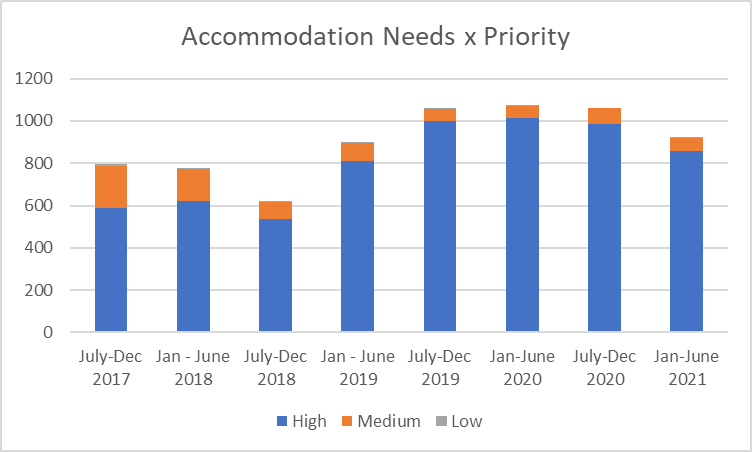 Accommodation Needs x Priority
1200
1000
800
600
400
200
0
July-Dec 2017
Jan - June 2018
July-Dec 2018
Jan - June 2019
July-Dec 2019
Jan-June 2020
July-Dec 2020
Jan-June 2021
High Medium Low